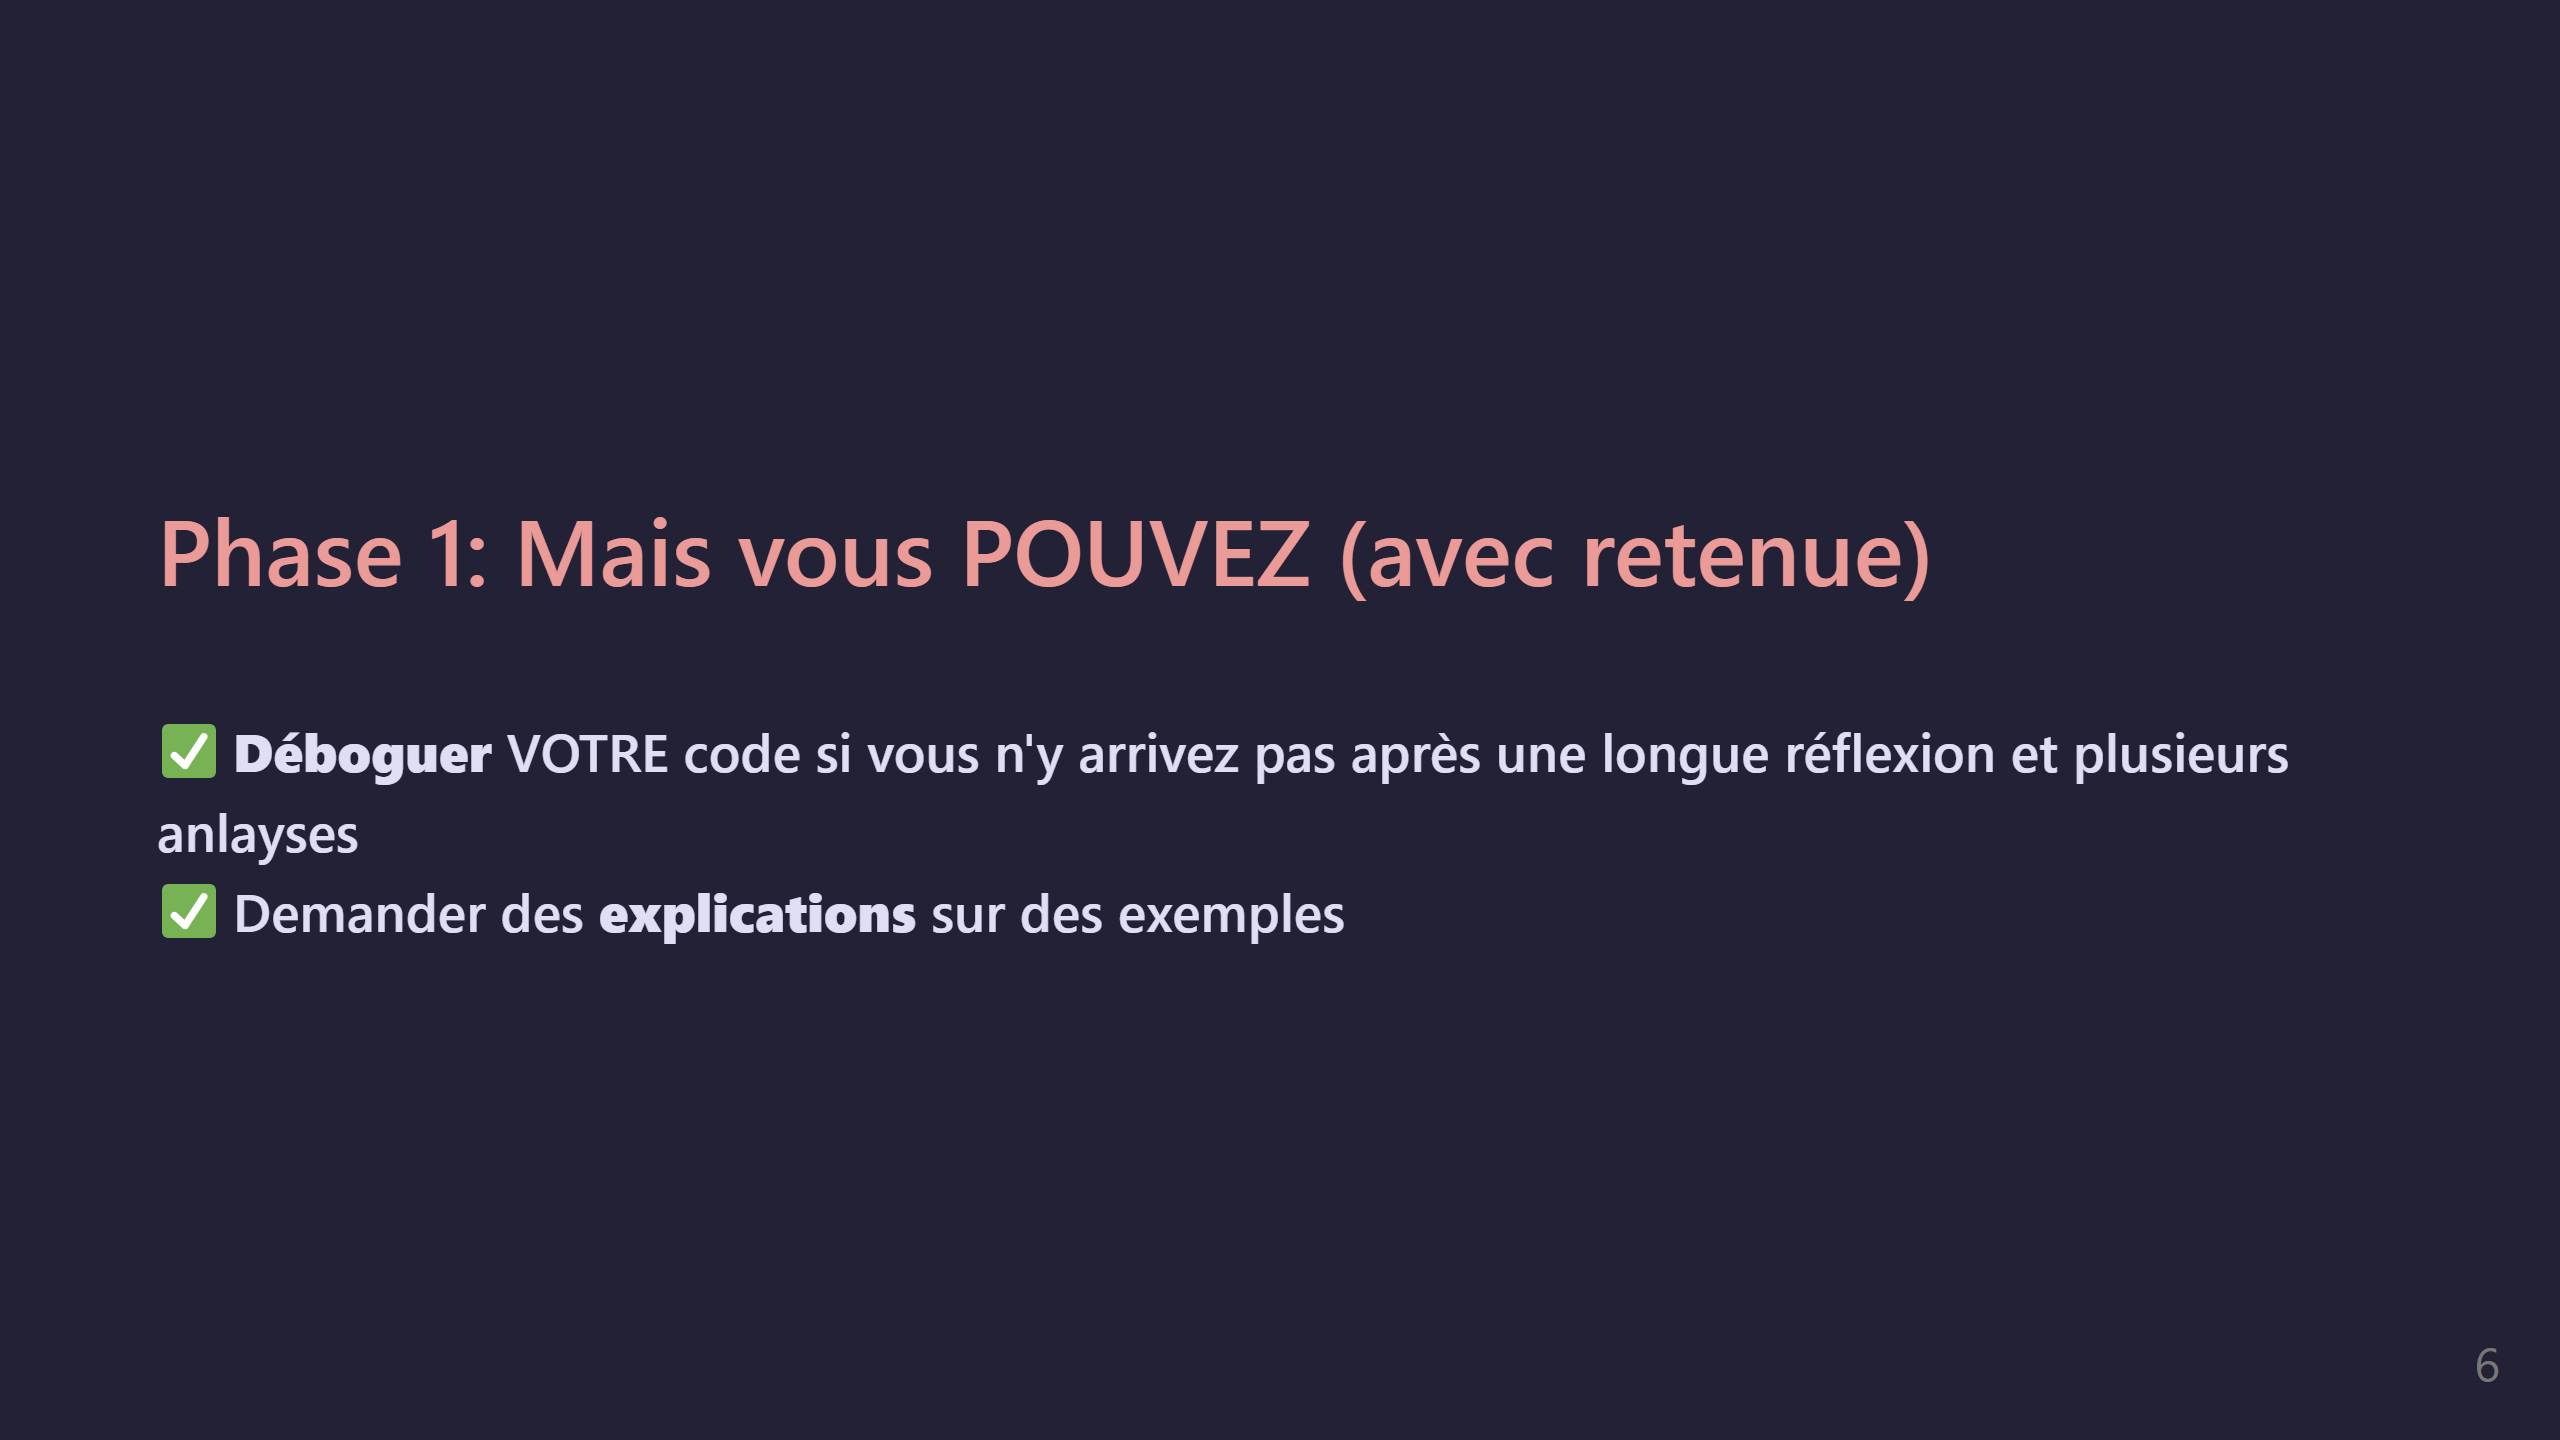 Phase 1: Mais vous POUVEZ (avec retenue)
✅ Déboguer VOTRE code si vous n'y arrivez pas après une longue réflexion et plusieurs
anlayses
✅ Demander des explications sur des exemples
6